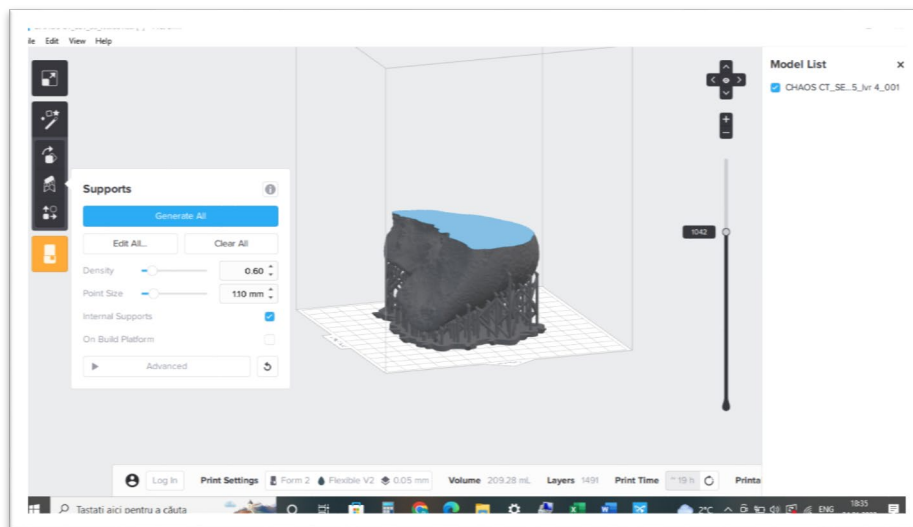 ile Edit View Help
Model List ×
CHAOS CT_SE...5_lvr 4_001
Supports
Generate All
Edit All...
Clear All
Density
0.60
Point Size
1.10 mm
Internal Supports
On Build Platform
Advanced
1042
Log In Print Settings Form 2 Flexible V2 0.05 mm Volume 209.28 mL Layers 1491 Print Time ~ 19 h Printa
Tastați aici pentru a căuta
2°C ENG 18:35